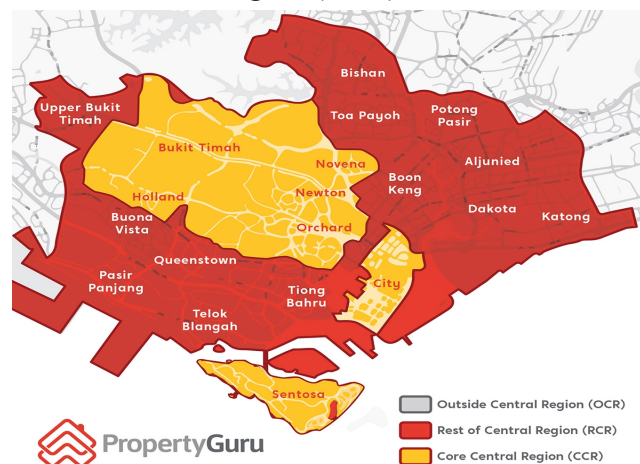 Bishan
Upper Bukit
Timah
Toa Payoh
Potong
Pasir
Bukit Timah
Novena
Aljunied
Boon
Keng
Holland
Newton
Dakota
Katong
Buona
Vista
Orchard
Queenstown
Pasir
Panjang
Tiong
Bahru
City
Telok
Blangah
Sentosa
Outside Central Region (OCR)
Rest of Central Region (RCR)
Core Central Region (CCR)
PropertyGuru